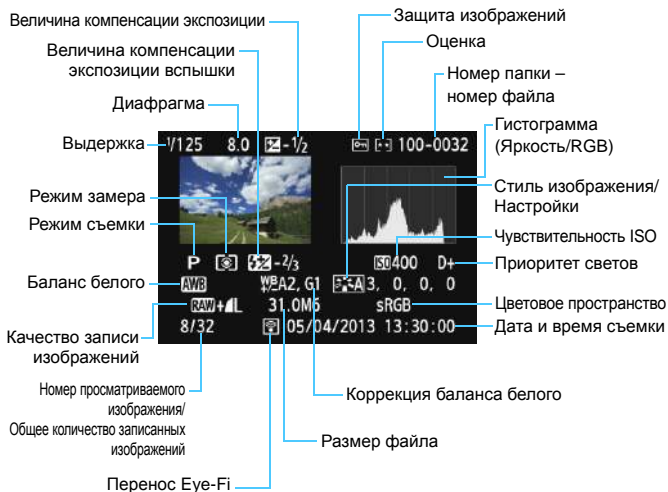 Величина компенсации экспозиции
Величина компенсации
экспозиции вспышки
Диафрагма
Выдержка
Режим замера
Режим съемки
Баланс белого
Качество записи
изображений
Номер просматриваемого
изображения/
Общее количество записанных
изображений
Перенос Eye-Fi
Защита изображений
Оценка
Номер папки –
номер файла
Гистограмма
(Яркость/RGB)
Стиль изображения/
Настройки
Чувствительность ISO
Приоритет светов
Цветовое пространство
Дата и время съемки
Коррекция баланса белого
Размер файла
1/125 8.0 -1/2 100-0032
P -2/3 ISO 400 D+
AWB WB A2, G1 A 3, 0, 0, 0
RAW+L 31.0M6 sRGB
8/32 05/04/2013 13:30:00